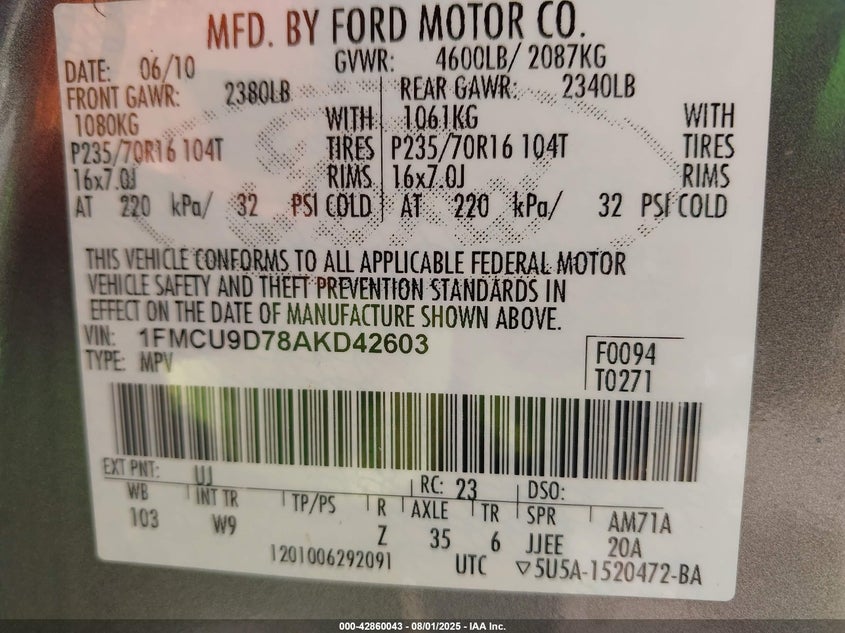 MFD. BY FORD MOTOR CO.
DATE: 06/10 GVWR: 4600LB/ 2087KG
FRONT GAWR: 2380LB REAR GAWR: 2340LB
1080KG WITH 1061KG WITH
P235/70R16 104T TIRES P235/70R16 104T TIRES
16x7.0J RIMS 16x7.0J RIMS
AT 220 kPa/ 32 PSI COLD AT 220 kPa/ 32 PSI COLD
THIS VEHICLE CONFORMS TO ALL APPLICABLE FEDERAL MOTOR
VEHICLE SAFETY AND THEFT PREVENTION STANDARDS IN
EFFECT ON THE DATE OF MANUFACTURE SHOWN ABOVE.
VIN: 1FMCU9D78AKD42603
TYPE: MPV
F0094
T0271
EXT PNT: UJ RC: 23 DSO:
WB INT TR TP/PS R AXLE TR SPR AM71A
103 W9 Z 35 6 JJEE 20A
1201006292091 UTC ▽5U5A-1520472-BA
000-42860043 - 08/01/2025 - IAA Inc.